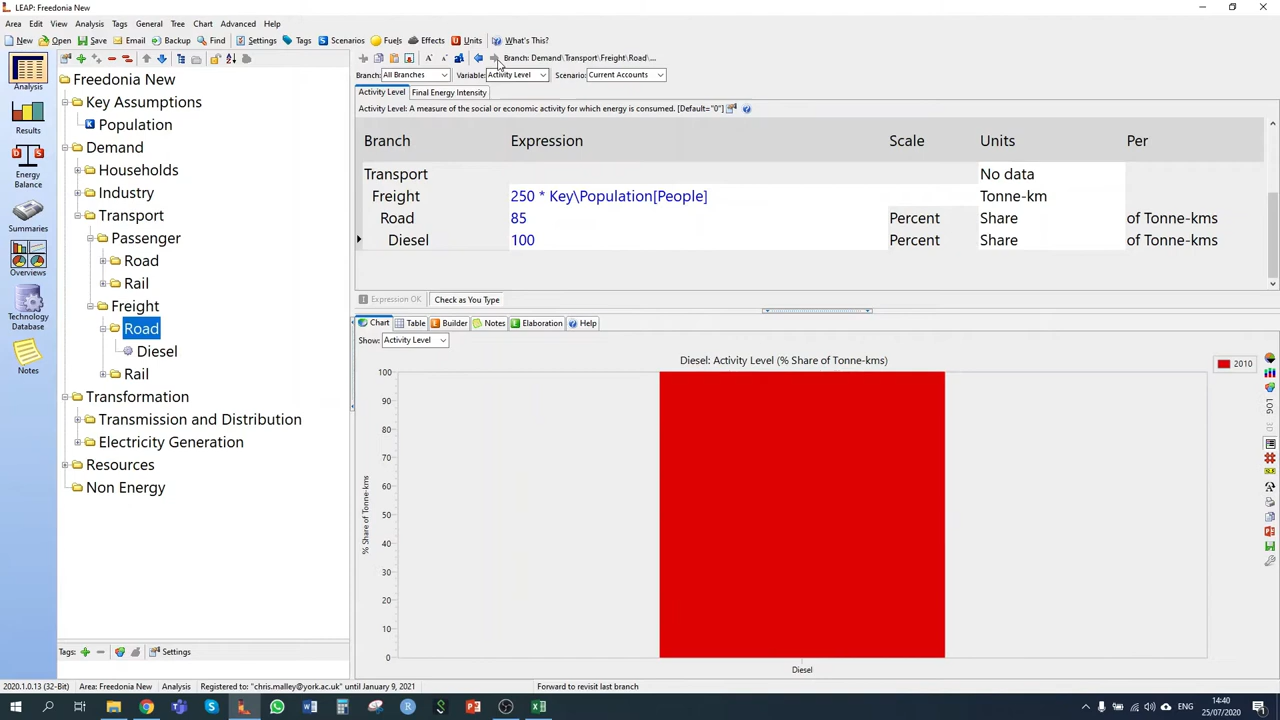 LEAP: Freedonia New
Area Edit View Analysis Tags General Tree Chart Advanced Help
New Open Save Email Backup Find Settings Tags Scenarios Fuels Effects Units What's This?
Branch: Demand\Transport\Freight\Road\...
Branch: All Branches Variable: Activity Level Scenario: Current Accounts
Activity Level Final Energy Intensity
Activity Level: A measure of the social or economic activity for which energy is consumed. [Default="0"]
Branch Expression Scale Units Per
Transport No data
Freight 250 * Key\Population[People] Tonne-km
Road 85 Percent Share of Tonne-kms
Diesel 100 Percent Share of Tonne-kms
Expression OK Check as You Type
Chart Table Builder Notes Elaboration Help
Show: Activity Level
Diesel: Activity Level (% Share of Tonne-kms)
2010
100
90
80
70
60
50
40
30
20
10
0
% Share of Tonne-kms
Diesel
LOG
Analysis
Results
Energy
Balance
Summaries
Overviews
Technology
Database
Notes
Freedonia New
Key Assumptions
Population
Demand
Households
Industry
Transport
Passenger
Road
Rail
Freight
Road
Diesel
Rail
Transformation
Transmission and Distribution
Electricity Generation
Resources
Non Energy
Tags: Settings
2020.1.0.13 (32-Bit) Area: Freedonia New Analysis Registered to: "chris.malley@york.ac.uk" until January 9, 2021 Forward to revisit last branch
14:40
25/07/2020